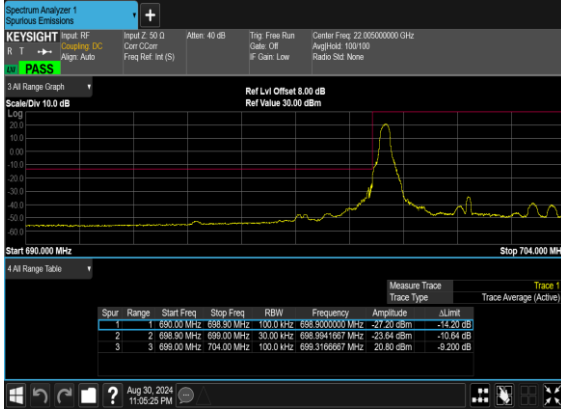 Spectrum Analyzer 1
Spurious Emissions
+
KEYSIGHT Input: RF Input Z: 50 Ω Atten: 40 dB Trig: Free Run Center Freq: 22.005000000 GHz
R T Coupling: DC Corr CCorr Gate: Off Avg|Hold: 100/100
Align: Auto Freq Ref: Int (S) IF Gain: Low Radio Std: None
PASS
3 All Range Graph
Ref Lvl Offset 8.00 dB
Scale/Div 10.0 dB Ref Value 30.00 dBm
Log
20.0
10.0
0.00
-10.0
-20.0
-30.0
-40.0
-50.0
-60.0
Start 690.000 MHz Stop 704.000 MHz
4 All Range Table
Measure Trace Trace 1
Trace Type Trace Average (Active)
Spur Range Start Freq Stop Freq RBW Frequency Amplitude ΔLimit
1 1 690.00 MHz 698.90 MHz 100.0 kHz 698.9000000 MHz -27.20 dBm -14.20 dB
2 2 698.90 MHz 699.00 MHz 30.00 kHz 698.9941667 MHz -23.64 dBm -10.64 dB
3 3 699.00 MHz 704.00 MHz 100.0 kHz 699.3166667 MHz 20.80 dBm -9.200 dB
? Aug 30, 2024
11:05:25 PM